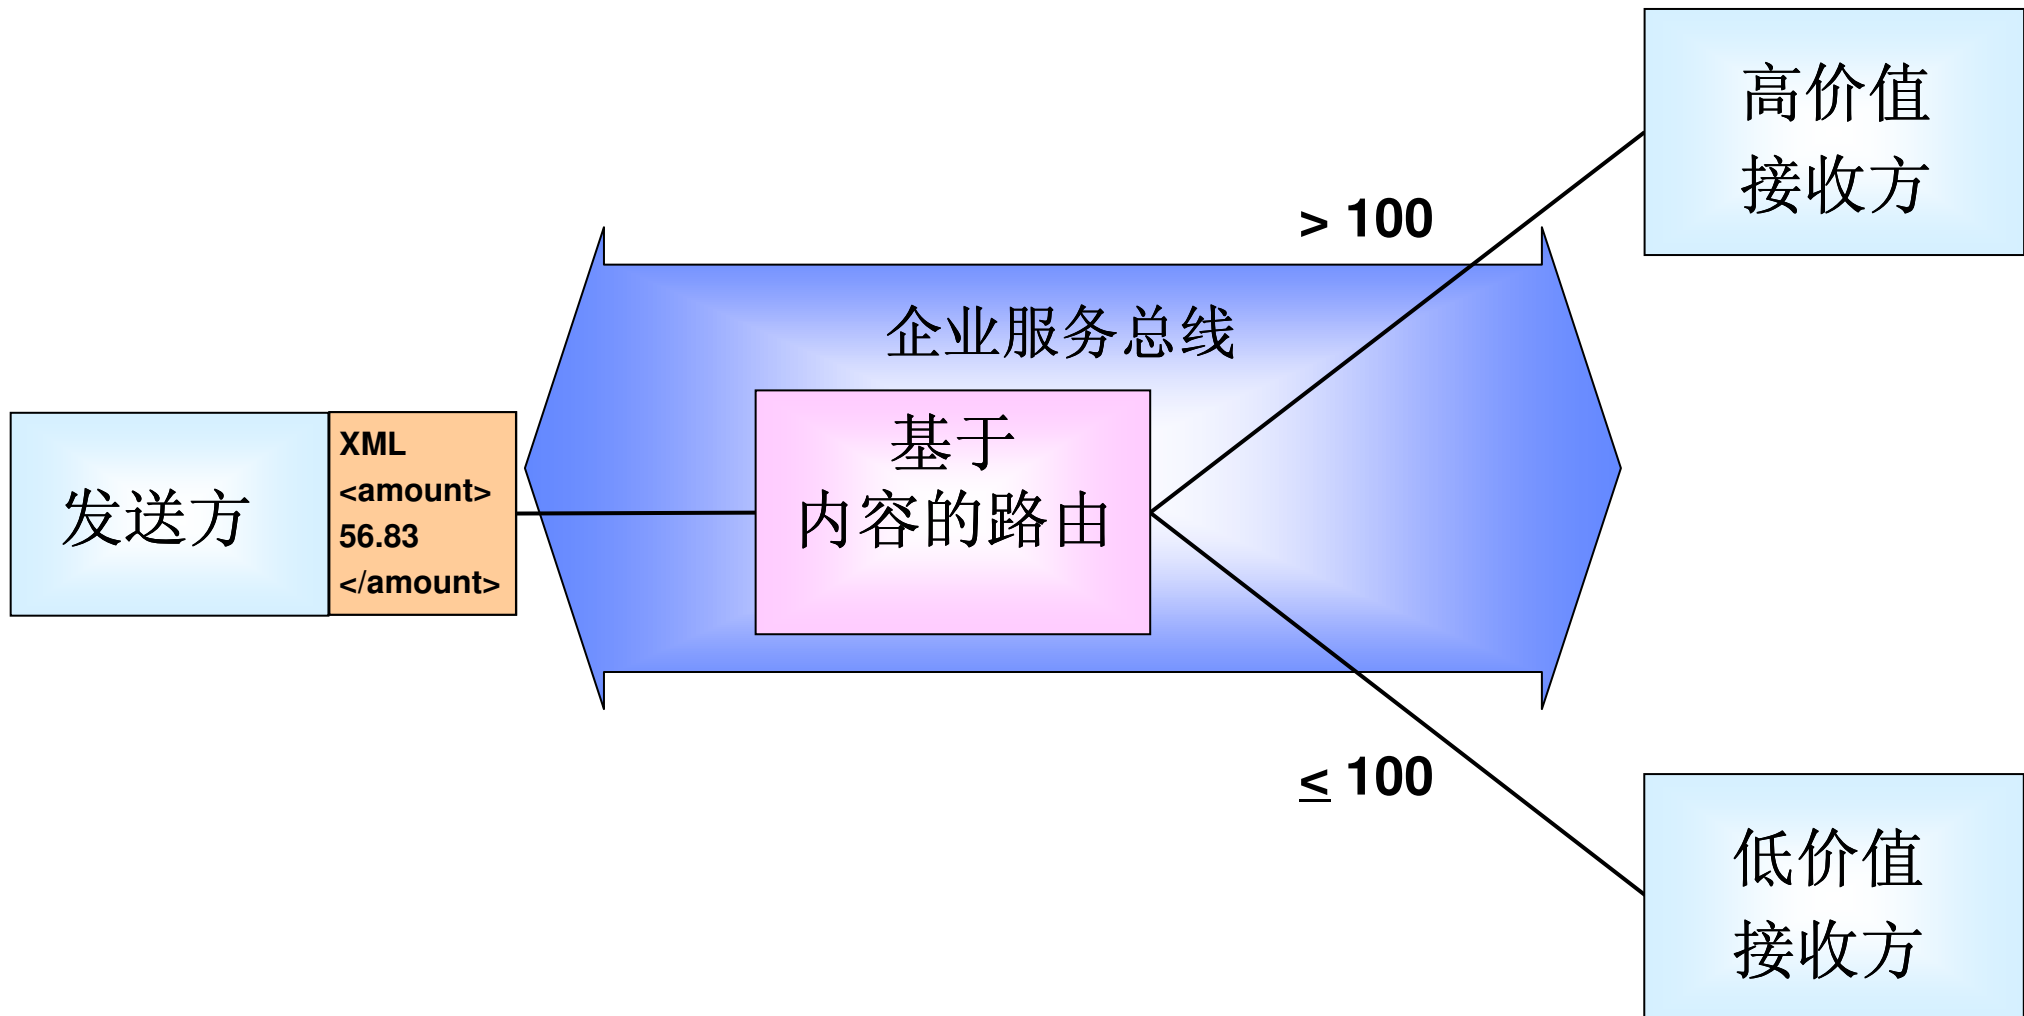 发送方
XML
<amount>
56.83
</amount>
企业服务总线
基于
内容的路由
> 100
≤ 100
高价值
接收方
低价值
接收方